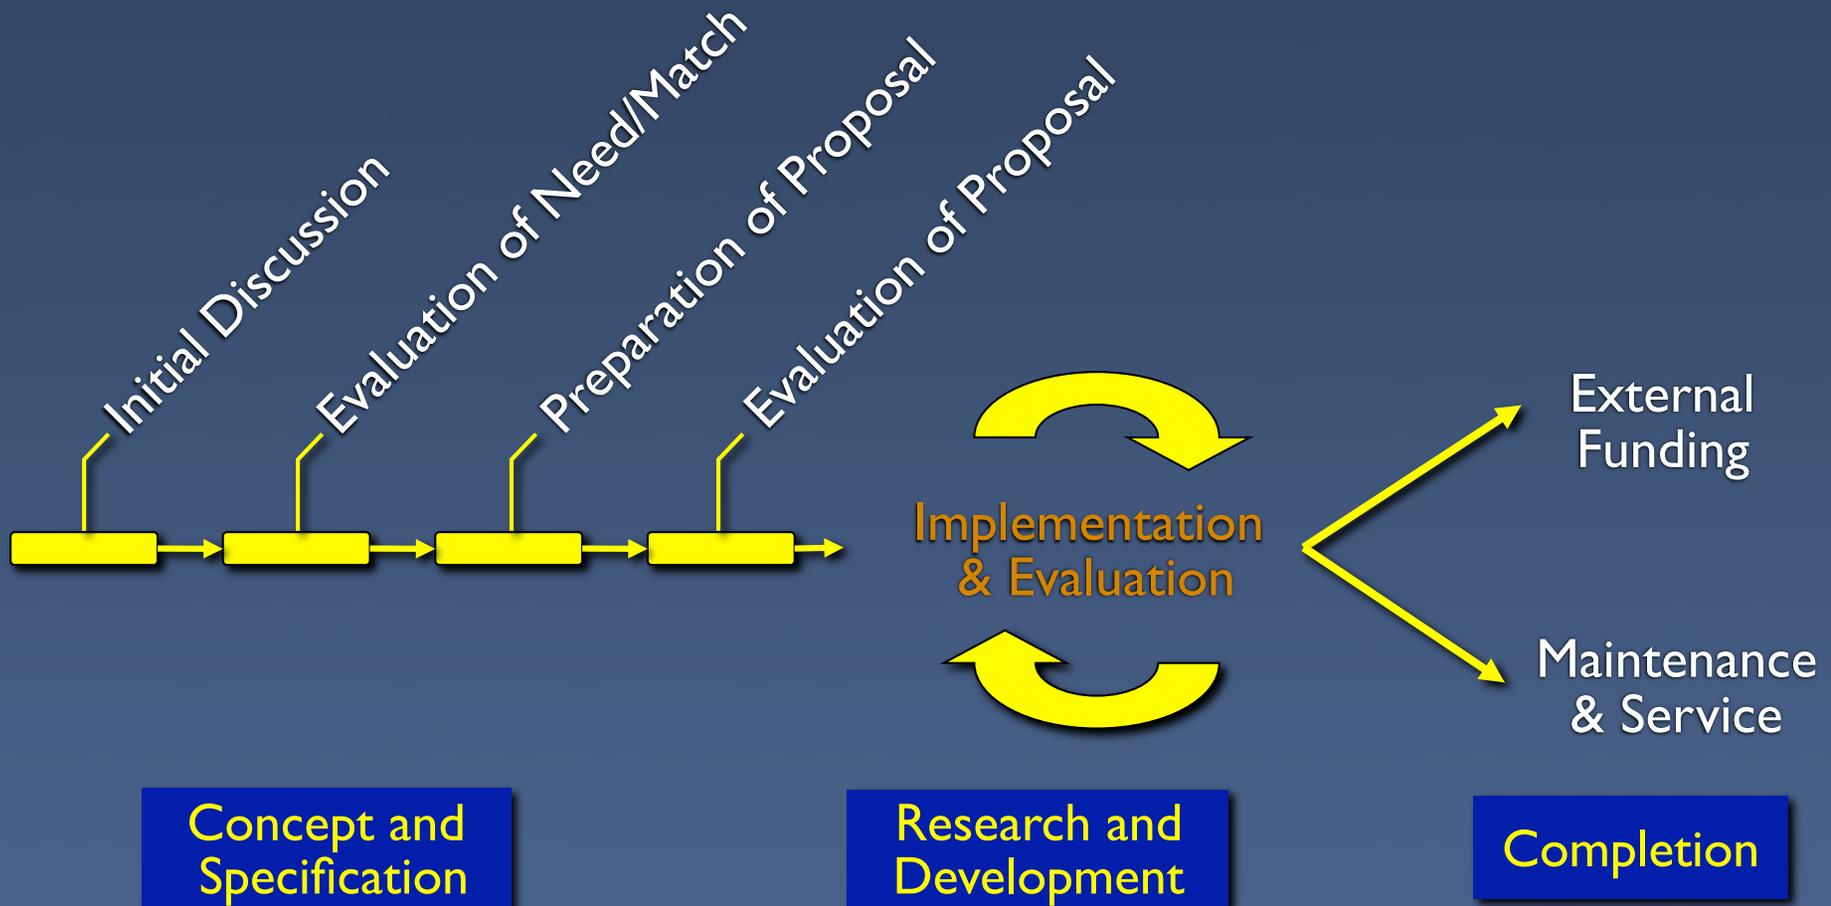 Initial Discussion
Evaluation of Need/Match
Preparation of Proposal
Evaluation of Proposal
Implementation
& Evaluation
External
Funding
Maintenance
& Service
Concept and
Specification
Research and
Development
Completion